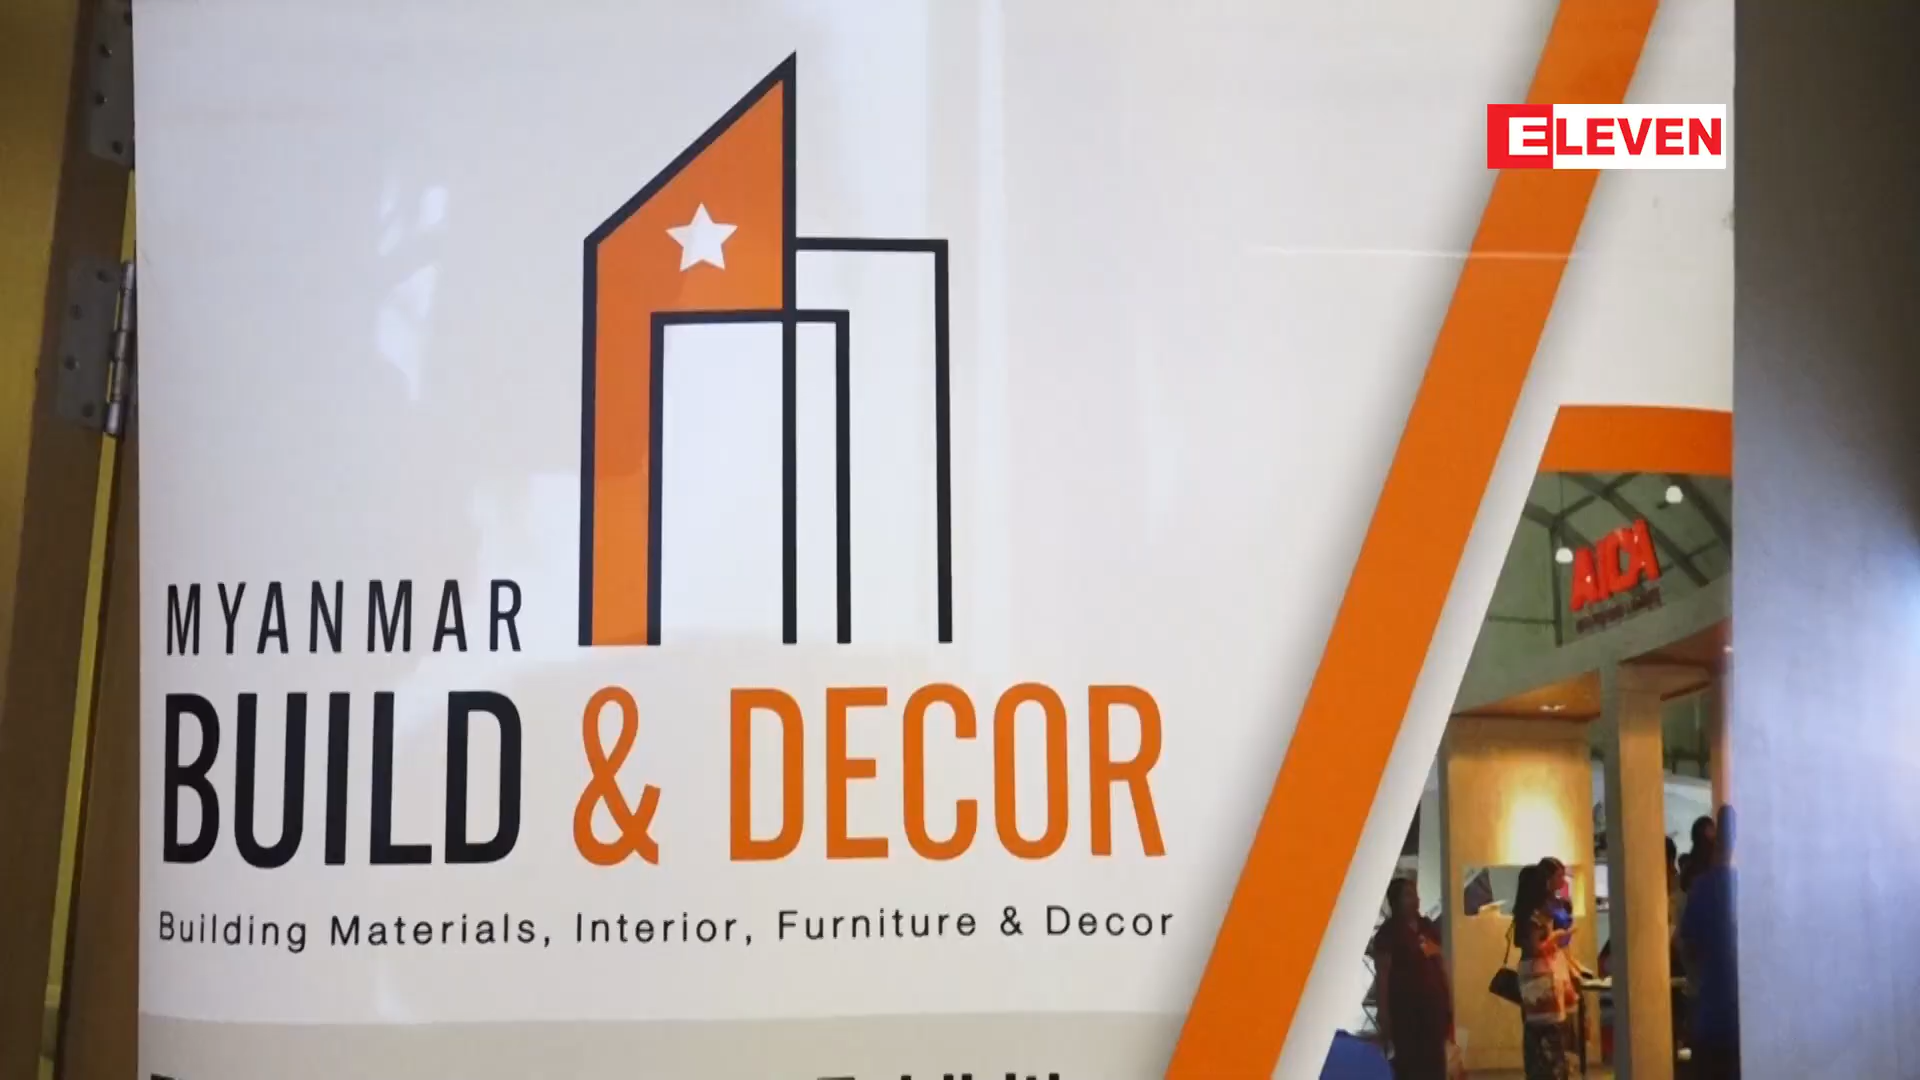 ELEVEN
AICA
MYANMAR
BUILD & DECOR
Building Materials, Interior, Furniture & Decor